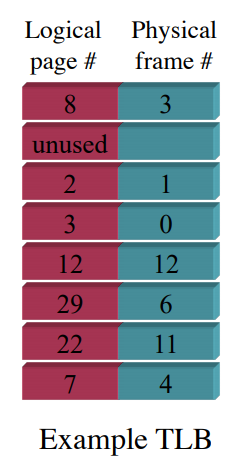 Logical Physical
page # frame #
8 3
unused
2 1
3 0
12 12
29 6
22 11
7 4
Example TLB